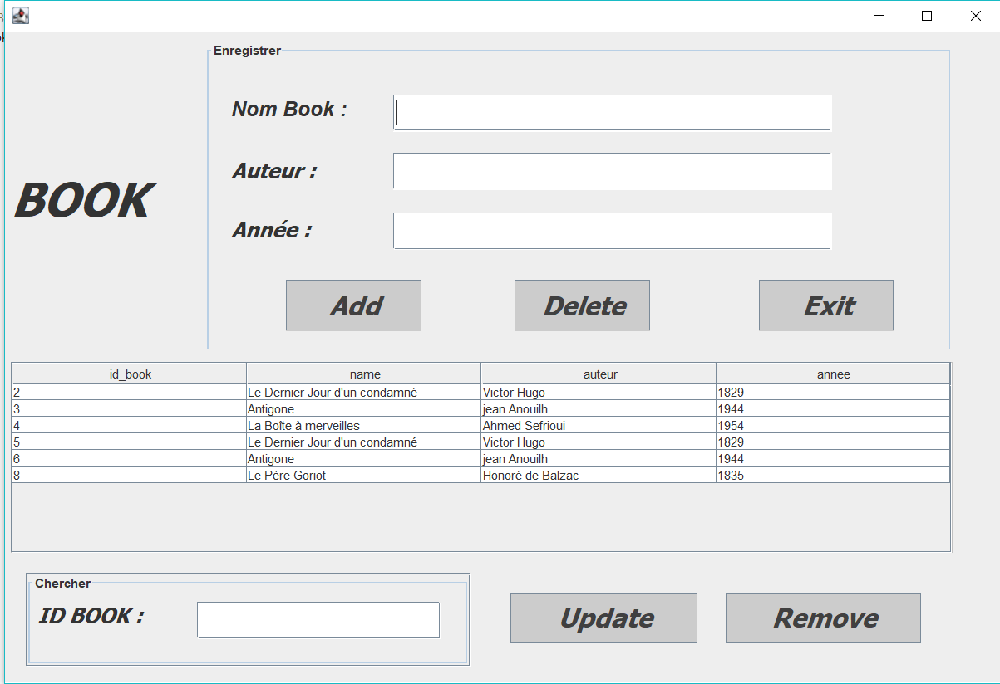 Enregistrer
Nom Book :
Auteur :
BOOK
Année :
Add Delete Exit
id_book name auteur annee
2 Le Dernier Jour d'un condamné Victor Hugo 1829
3 Antigone jean Anouilh 1944
4 La Boîte à merveilles Ahmed Sefrioui 1954
5 Le Dernier Jour d'un condamné Victor Hugo 1829
6 Antigone jean Anouilh 1944
8 Le Père Goriot Honoré de Balzac 1835
Chercher
ID BOOK :
Update Remove